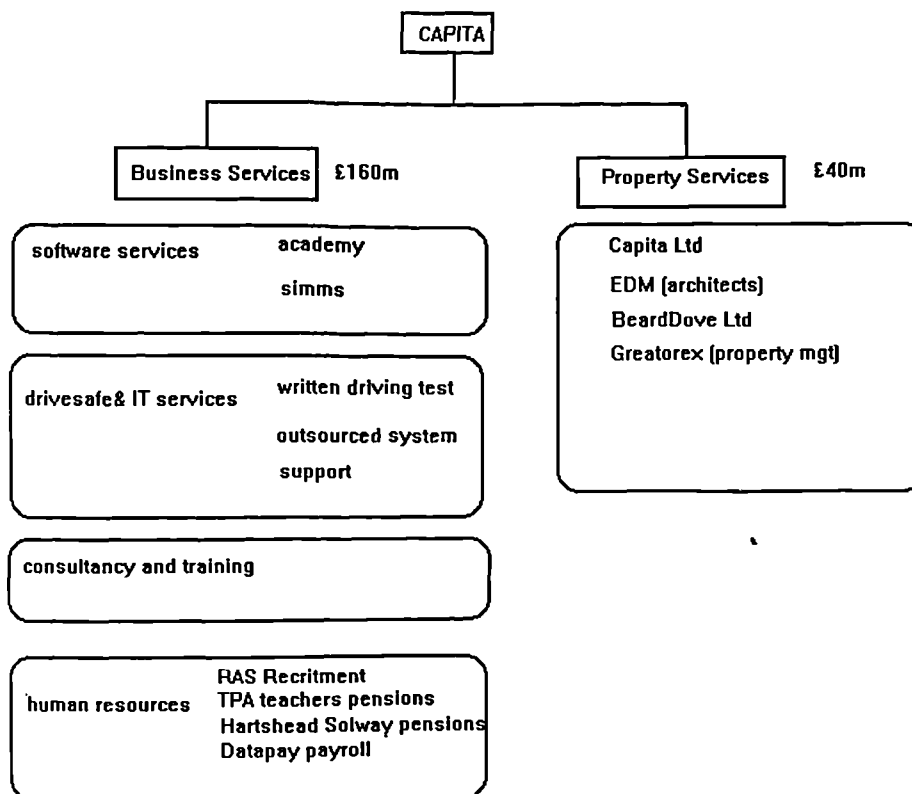 CAPITA
Business Services £160m
Property Services £40m
software services
academy
simms
drivesafe& IT services
written driving test
outsourced system
support
consultancy and training
human resources
RAS Recritment
TPA teachers pensions
Hartshead Solway pensions
Datapay payroll
Capita Ltd
EDM (architects)
BeardDove Ltd
Greatorex (property mgt)